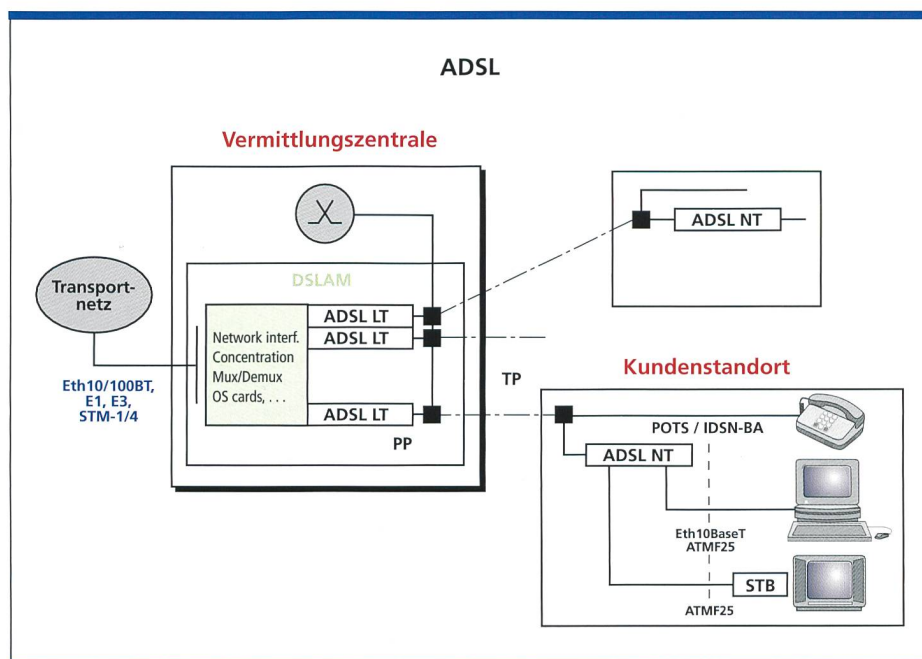 ADSL
Vermittlungszentrale
ADSL NT
DSLAM
Transport-
netz
ADSL LT
ADSL LT
Network interf.
Concentration
Mux/Demux
OS cards, . . .
Eth10/100BT,
E1, E3,
STM-1/4
ADSL LT
PP
TP
Kundenstandort
POTS / IDSN-BA
ADSL NT
Eth10BaseT
ATMF25
STB
ATMF25